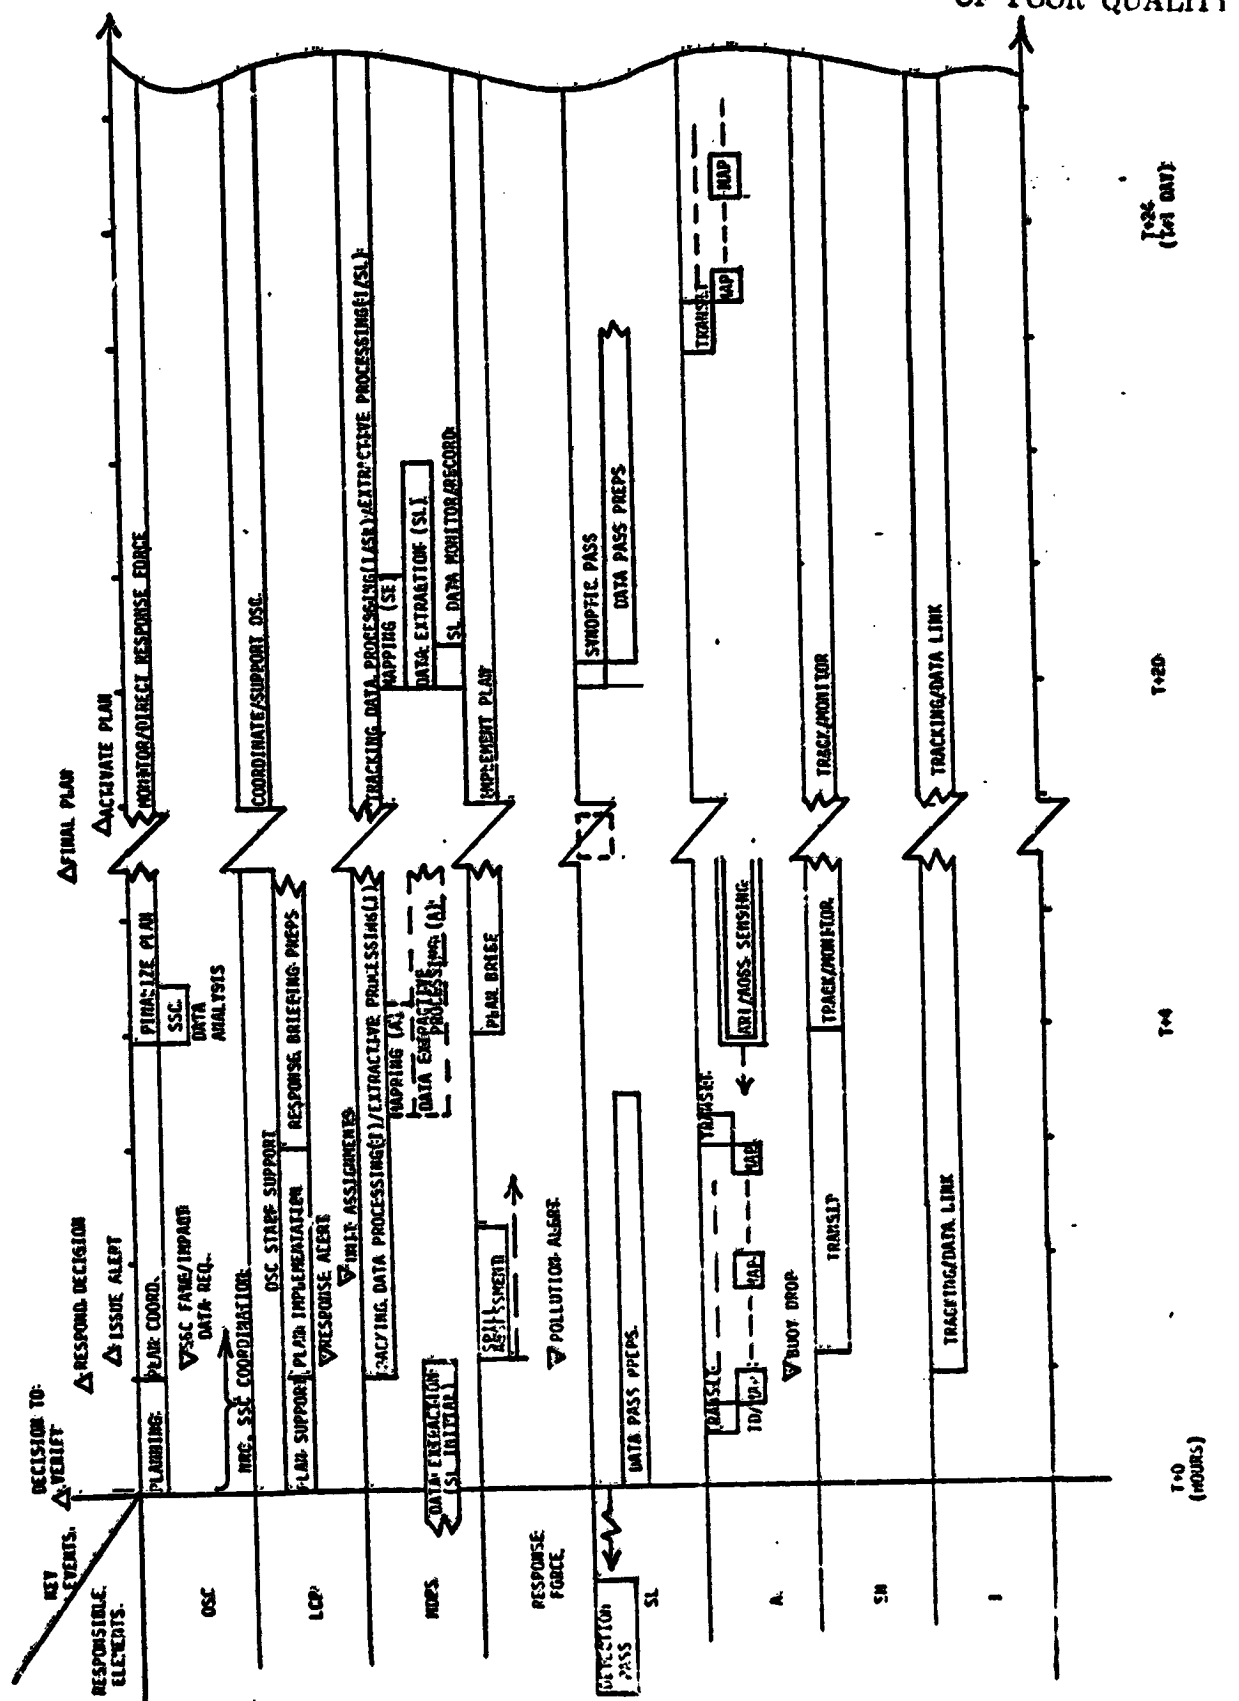 OF POOR QUALITY
KEY
EVENTS.
RESPONSIBLE
ELEMENTS.
DECISION TO:
△ VERIFY
△ RESPOND DECISION
△ ISSUE ALERT
△ FINAL PLAN
△ ACTIVATE PLAN
OSC
PLANNING
PLAN COORD.
▽ SSC FATE/IMPACT
DATA REQ.
FINALIZE PLAN
SSC
DATA
ANALYSIS
MONITOR/DIRECT RESPONSE FORCE
NRC, SSC COORDINATION
COORDINATE/SUPPORT OSC
LCP
OSC STAFF SUPPORT
PLAN SUPPORT
PLAN IMPLEMENTATION
RESPONSE BRIEFING PREPS
▽ RESPONSE ALERT
▽ INIT ASSIGNMENTS
MDPS
TRACKING DATA PROCESSING(I)/EXTRACTIVE PROCESSING(I)
MAPPING (A)
DATA EXTRACTIVE
PROCESSING (A)
DATA EXTRACTION
(SL INITIAL)
TRACKING DATA PROCESSING(I/SR)/EXTRACTIVE PROCESSING(I/SL)
MAPPING (SE)
DATA EXTRACTION (SL)
SL DATA MONITOR/RECORD
RESPONSE
FORCE
SPILL
ASSESSMENT
PLAN BRIEF
IMPLEMENT PLAN
▽ POLLUTION ALERT
SL
DETECTION
PASS
DATA PASS PREPS
SYNOPTIC PASS
DATA PASS PREPS
A
TRANSIT
ID/MAP
MAP
MAP
TRANSIT
ARI/AOSS SENSING
TRANSIT
MAP
MAP
▽ BUOY DROP
SH
TRANSIT
TRACK/MONITOR
TRACK/MONITOR
I
TRACKING/DATA LINK
TRACKING/DATA LINK
T+0
(HOURS)
T+4
T+20
T+24
(T+1 DAY)